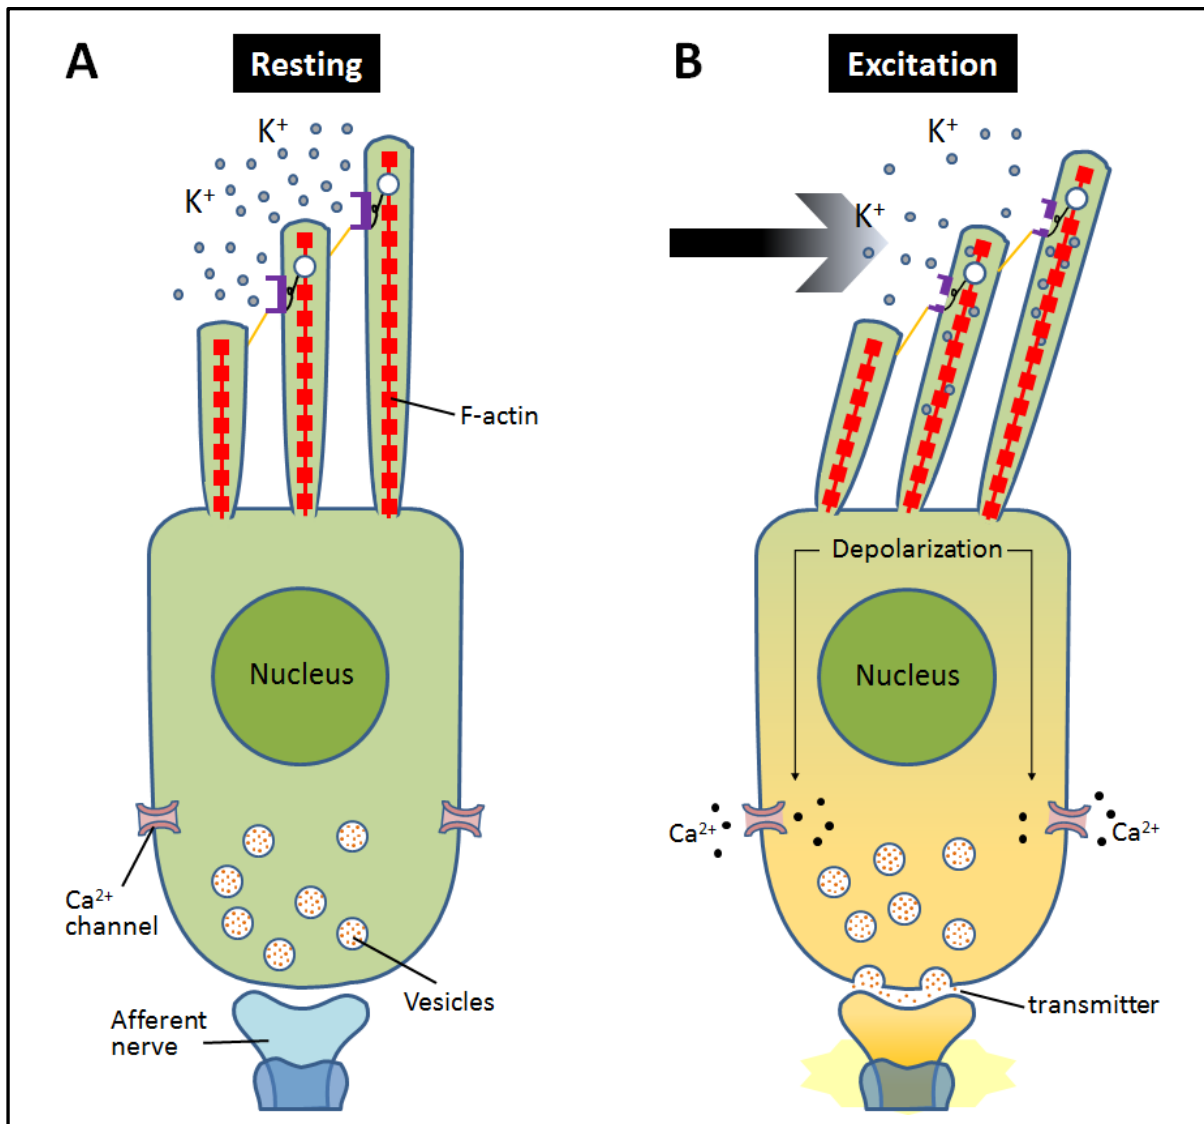 A
Resting
K⁺
K⁺
F-actin
Nucleus
Ca²⁺
channel
Vesicles
Afferent
nerve
B
Excitation
K⁺
K⁺
Depolarization
Nucleus
Ca²⁺
Ca²⁺
transmitter